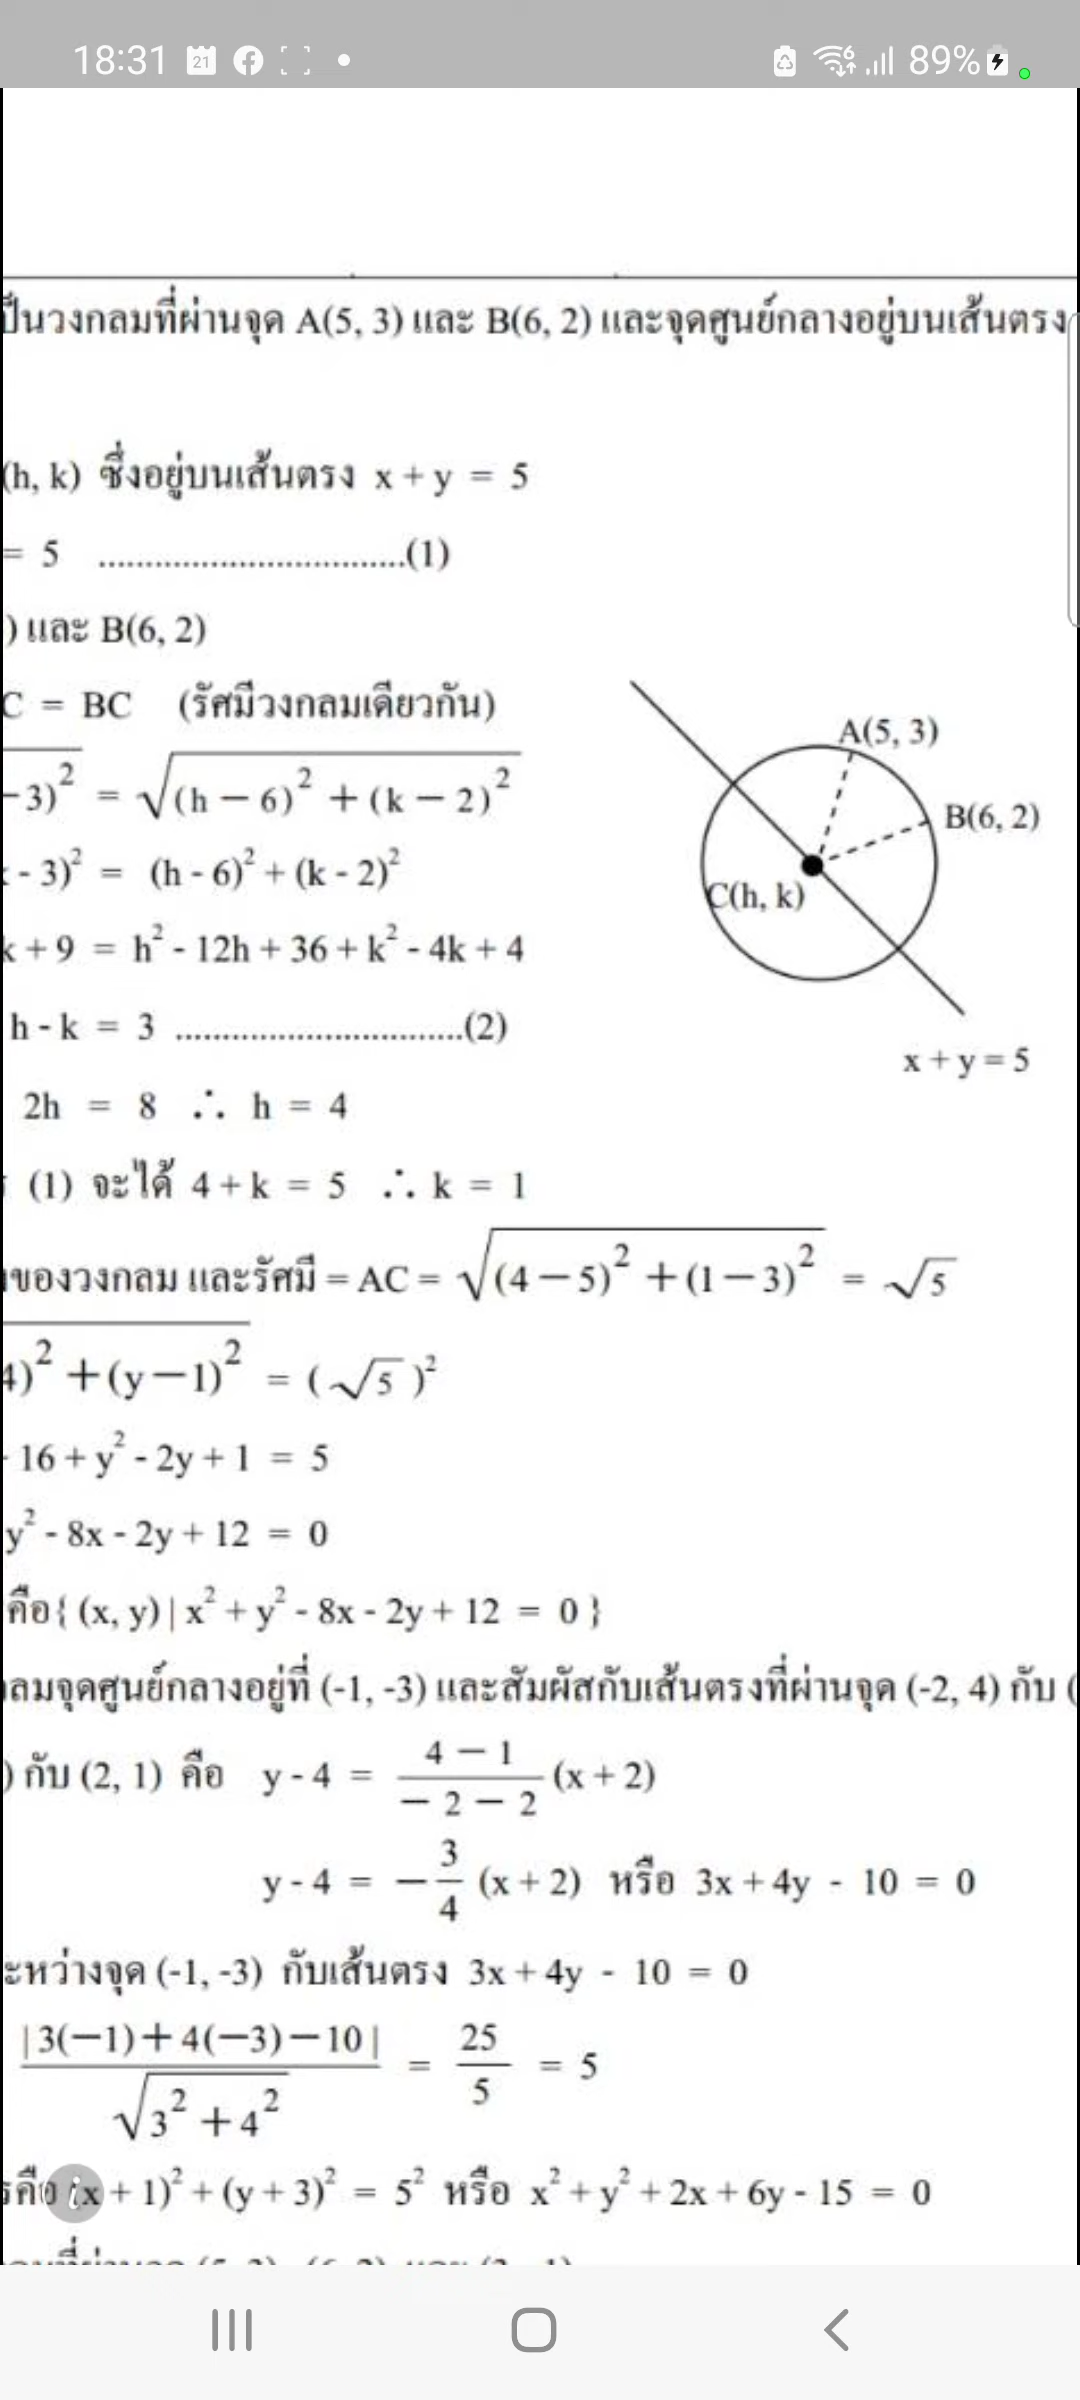 18:31 21 89%
ป็นวงกลมที่ผ่านจุด A(5, 3) และ B(6, 2) และจุดศูนย์กลางอยู่บนเส้นตรง
(h, k) ซึ่งอยู่บนเส้นตรง x + y = 5
= 5 .................................(1)
) และ B(6, 2)
C = BC (รัศมีวงกลมเดียวกัน)
A(5, 3)
- 3)² = √((h - 6)² + (k - 2)²)
B(6, 2)
- 3)² = (h - 6)² + (k - 2)²
C(h, k)
k + 9 = h² - 12h + 36 + k² - 4k + 4
h - k = 3 ...............................(2)
x + y = 5
2h = 8 ∴ h = 4
(1) จะได้ 4 + k = 5 ∴ k = 1
ของวงกลม และรัศมี = AC = √((4 - 5)² + (1 - 3)²) = √5
4)² + (y - 1)² = (√5)²
16 + y² - 2y + 1 = 5
y² - 8x - 2y + 12 = 0
คือ { (x, y) | x² + y² - 8x - 2y + 12 = 0 }
ลมจุดศูนย์กลางอยู่ที่ (-1, -3) และสัมผัสกับเส้นตรงที่ผ่านจุด (-2, 4) กับ (
) กับ (2, 1) คือ y - 4 = (4 - 1)/(- 2 - 2) (x + 2)
y - 4 = - 3/4 (x + 2) หรือ 3x + 4y - 10 = 0
ะหว่างจุด (-1, -3) กับเส้นตรง 3x + 4y - 10 = 0
|3(-1) + 4(-3) - 10| / √(3² + 4²) = 25/5 = 5
รคือ (x + 1)² + (y + 3)² = 5² หรือ x² + y² + 2x + 6y - 15 = 0